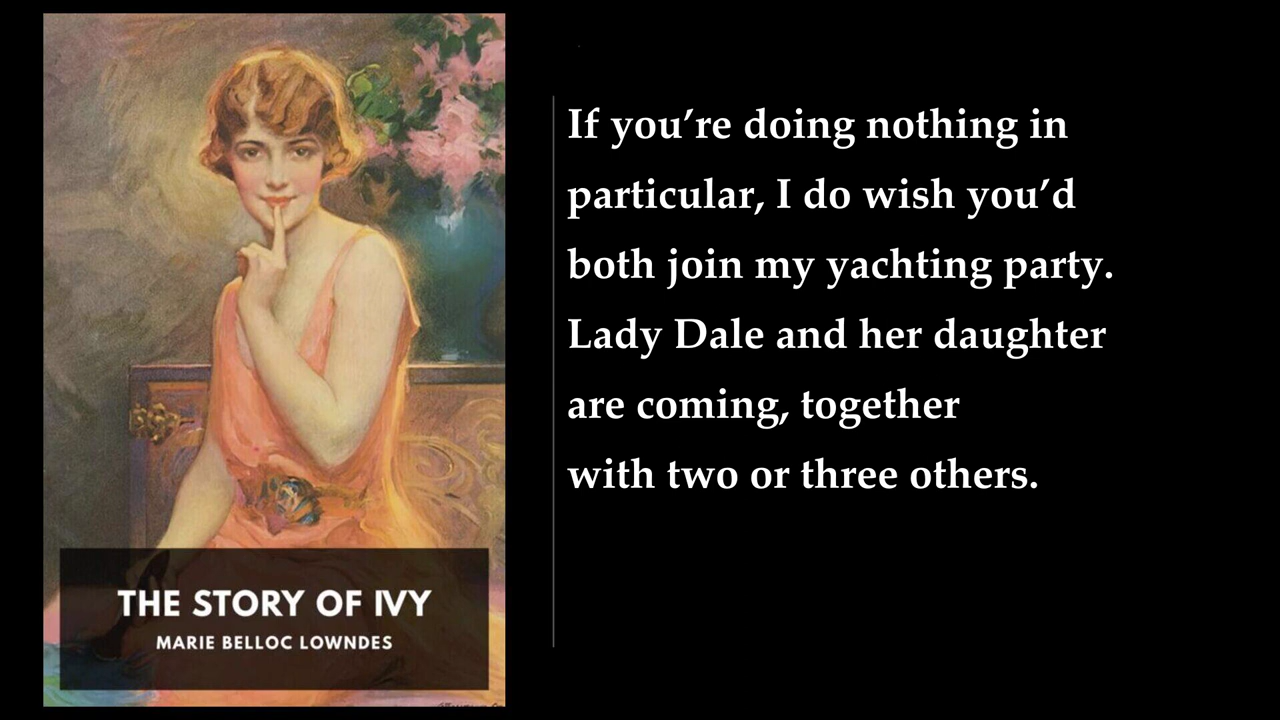 THE STORY OF IVY
MARIE BELLOC LOWNDES
If you’re doing nothing in
particular, I do wish you’d
both join my yachting party.
Lady Dale and her daughter
are coming, together
with two or three others.